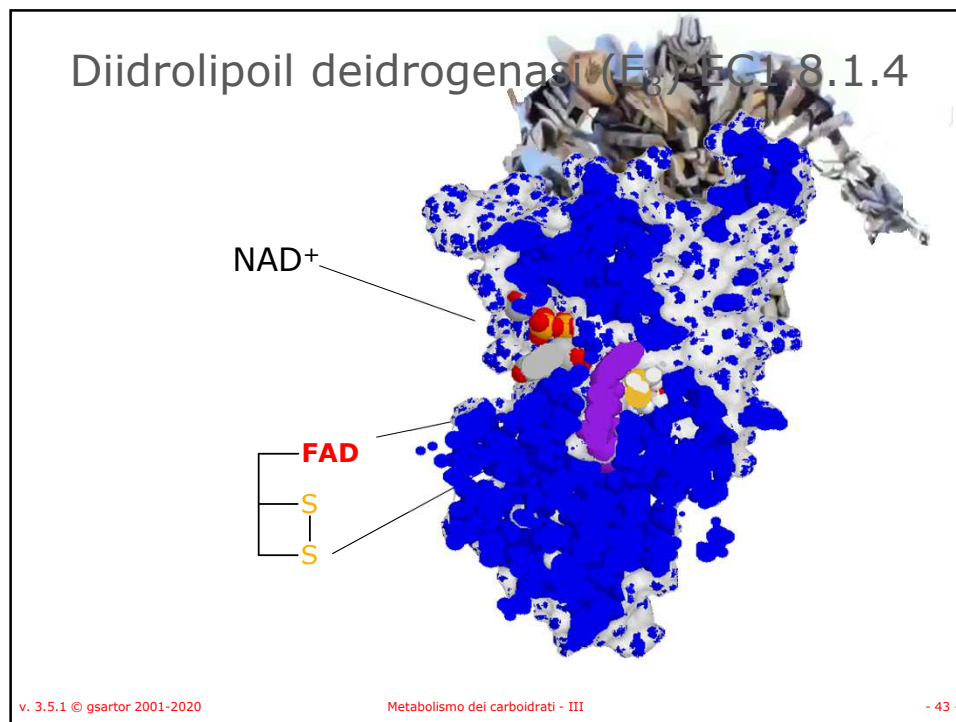 Diidrolipoil deidrogenasi (E₃) EC1.8.1.4
NAD⁺
FAD
S
S
v. 3.5.1 © gsartor 2001-2020 Metabolismo dei carboidrati - III - 43 -